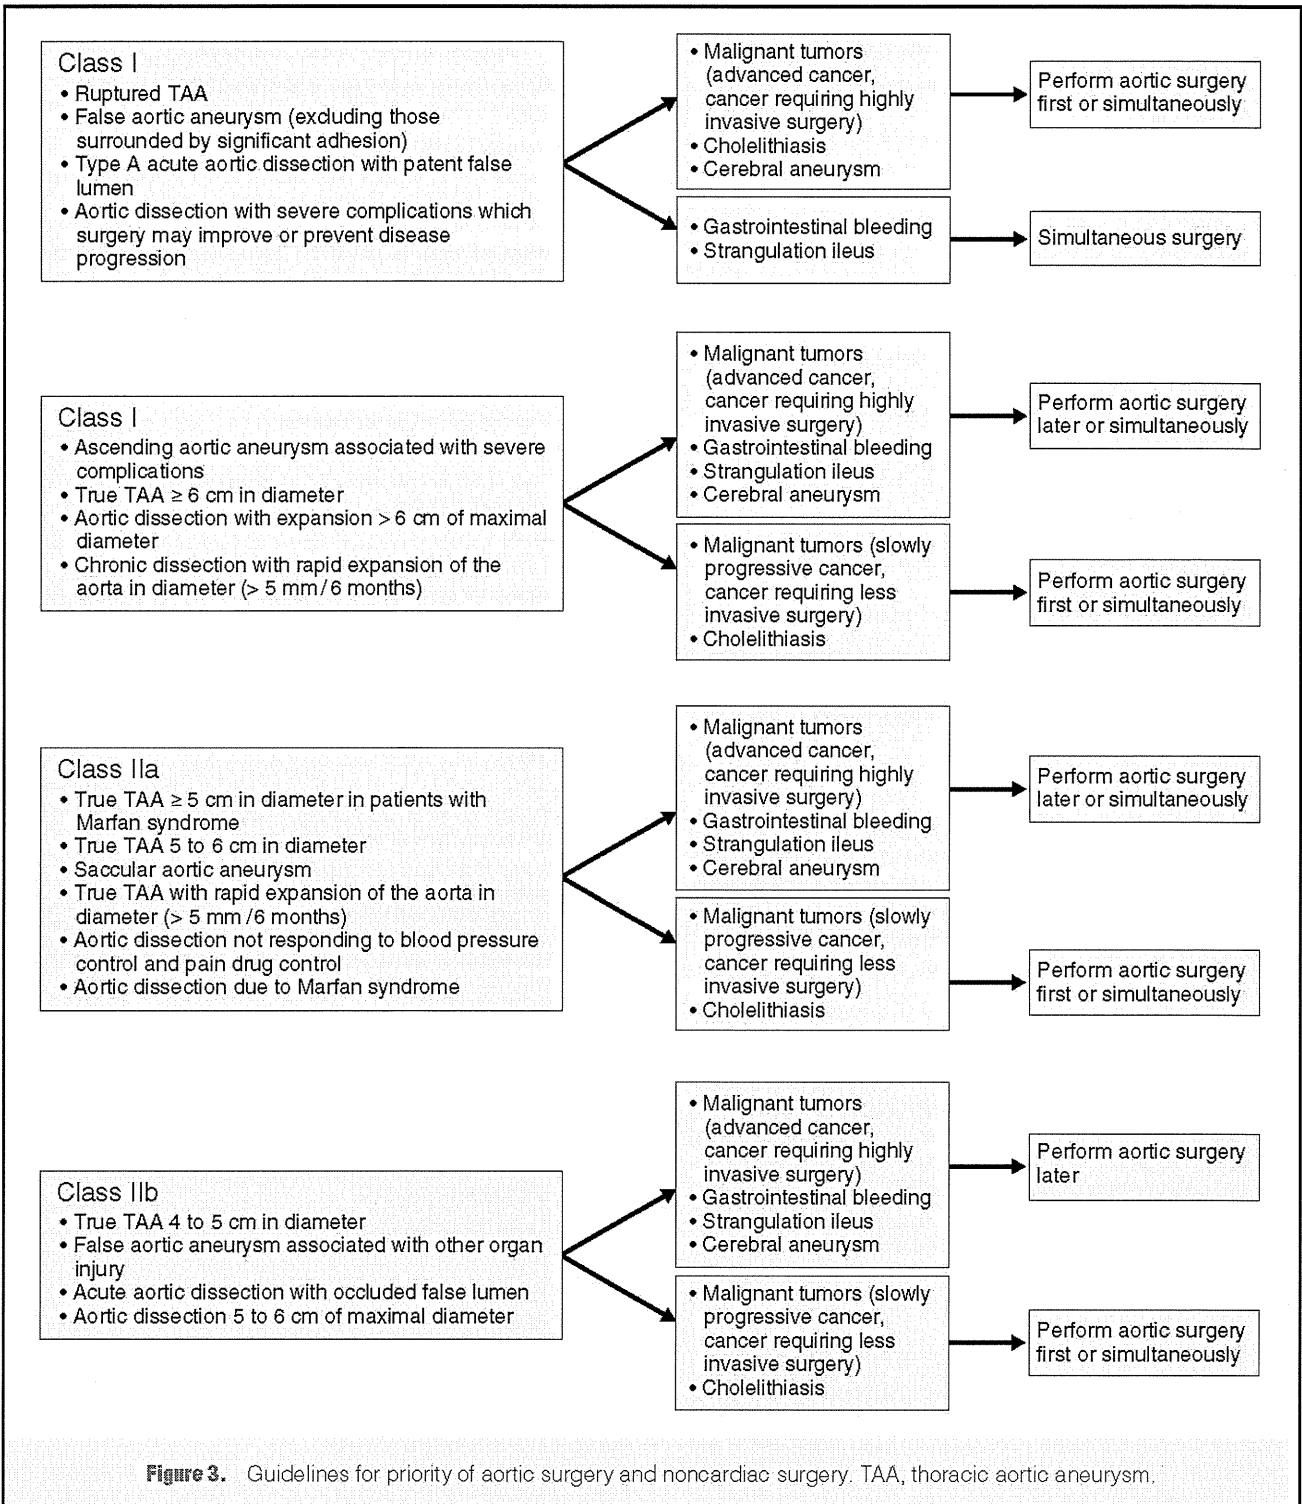 Class I
• Ruptured TAA
• False aortic aneurysm (excluding those
surrounded by significant adhesion)
• Type A acute aortic dissection with patent false
lumen
• Aortic dissection with severe complications which
surgery may improve or prevent disease
progression
• Malignant tumors
(advanced cancer,
cancer requiring highly
invasive surgery)
• Cholelithiasis
• Cerebral aneurysm
Perform aortic surgery
first or simultaneously
• Gastrointestinal bleeding
• Strangulation ileus
Simultaneous surgery
Class I
• Ascending aortic aneurysm associated with severe
complications
• True TAA ≥ 6 cm in diameter
• Aortic dissection with expansion > 6 cm of maximal
diameter
• Chronic dissection with rapid expansion of the
aorta in diameter (> 5 mm/6 months)
• Malignant tumors
(advanced cancer,
cancer requiring highly
invasive surgery)
• Gastrointestinal bleeding
• Strangulation ileus
• Cerebral aneurysm
Perform aortic surgery
later or simultaneously
• Malignant tumors (slowly
progressive cancer,
cancer requiring less
invasive surgery)
• Cholelithiasis
Perform aortic surgery
first or simultaneously
Class IIa
• True TAA ≥ 5 cm in diameter in patients with
Marfan syndrome
• True TAA 5 to 6 cm in diameter
• Saccular aortic aneurysm
• True TAA with rapid expansion of the aorta in
diameter (> 5 mm/6 months)
• Aortic dissection not responding to blood pressure
control and pain drug control
• Aortic dissection due to Marfan syndrome
• Malignant tumors
(advanced cancer,
cancer requiring highly
invasive surgery)
• Gastrointestinal bleeding
• Strangulation ileus
• Cerebral aneurysm
Perform aortic surgery
later or simultaneously
• Malignant tumors (slowly
progressive cancer,
cancer requiring less
invasive surgery)
• Cholelithiasis
Perform aortic surgery
first or simultaneously
Class IIb
• True TAA 4 to 5 cm in diameter
• False aortic aneurysm associated with other organ
injury
• Acute aortic dissection with occluded false lumen
• Aortic dissection 5 to 6 cm of maximal diameter
• Malignant tumors
(advanced cancer,
cancer requiring highly
invasive surgery)
• Gastrointestinal bleeding
• Strangulation ileus
• Cerebral aneurysm
Perform aortic surgery
later
• Malignant tumors (slowly
progressive cancer,
cancer requiring less
invasive surgery)
• Cholelithiasis
Perform aortic surgery
first or simultaneously
Figure 3. Guidelines for priority of aortic surgery and noncardiac surgery. TAA, thoracic aortic aneurysm.